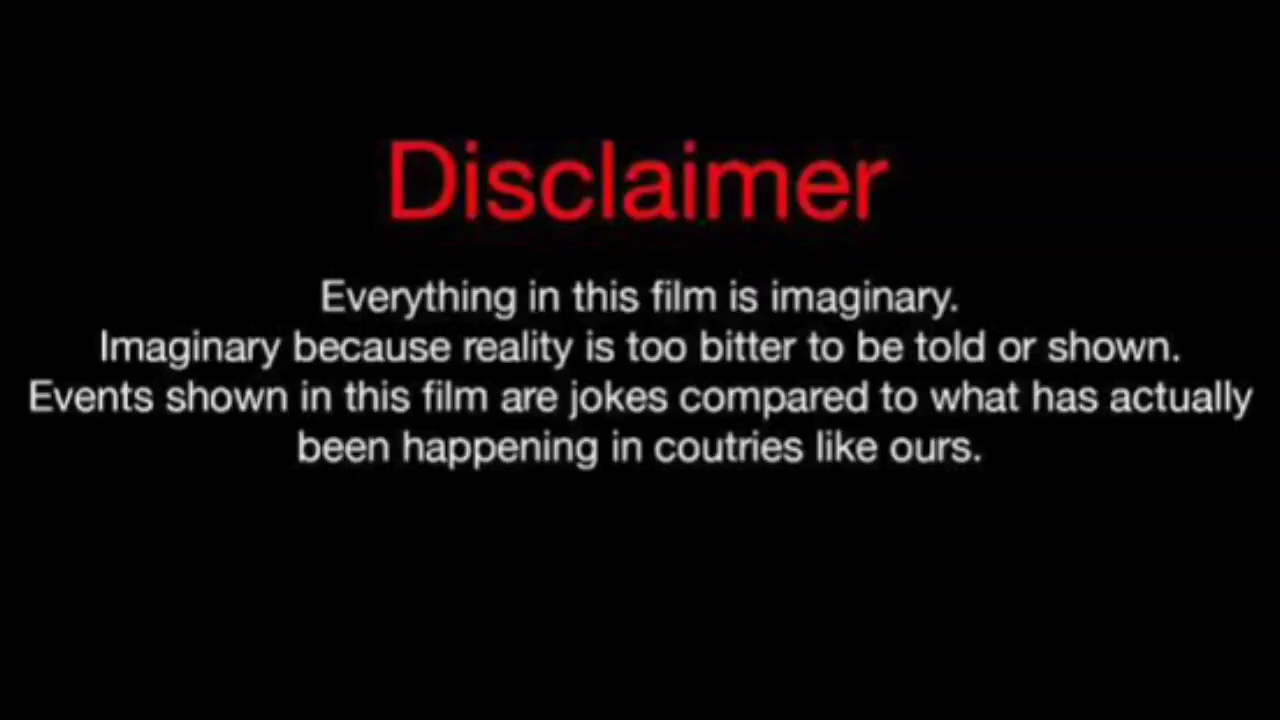 Disclaimer
Everything in this film is imaginary.
Imaginary because reality is too bitter to be told or shown.
Events shown in this film are jokes compared to what has actually
been happening in coutries like ours.